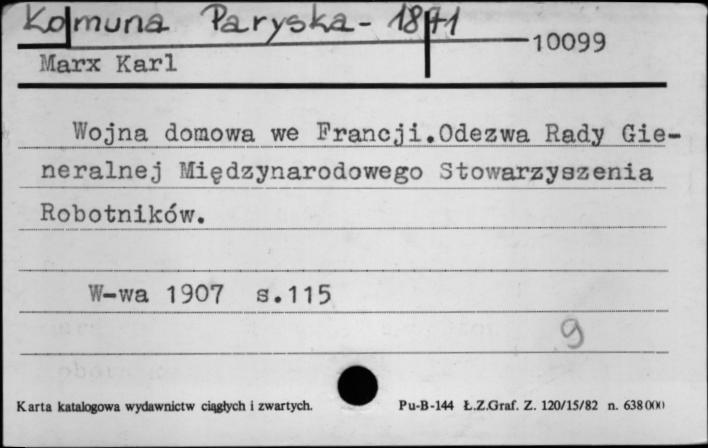 Komuna Paryska - 1871
10099
Marx Karl
Wojna domowa we Francji.Odezwa Rady Gie-
neralnej Międzynarodowego Stowarzyszenia
Robotników.
W-wa 1907 s.115
9
Karta katalogowa wydawnictw ciągłych i zwartych.
Pu-B-144 Ł.Z.Graf. Z. 120/15/82 n. 638000